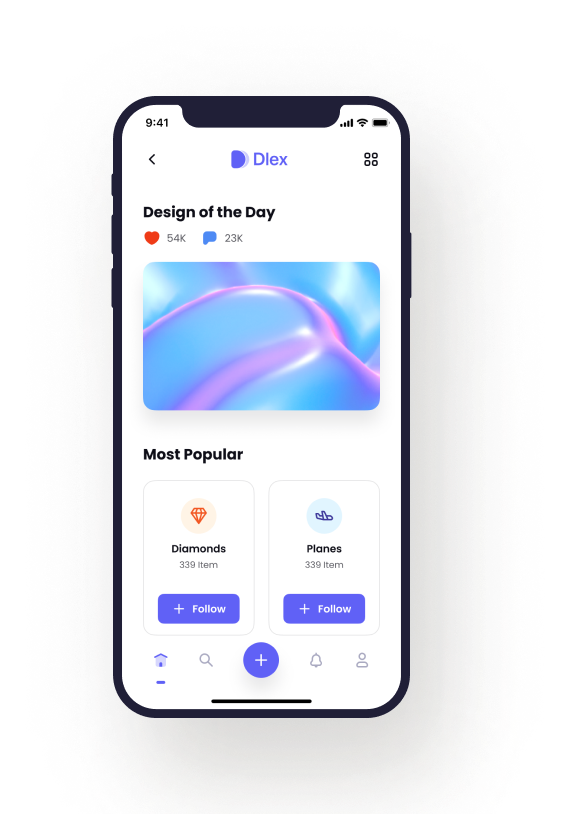 9:41
Dlex
Design of the Day
54K 23K
Most Popular
Diamonds
339 Item
Follow
Planes
339 Item
Follow